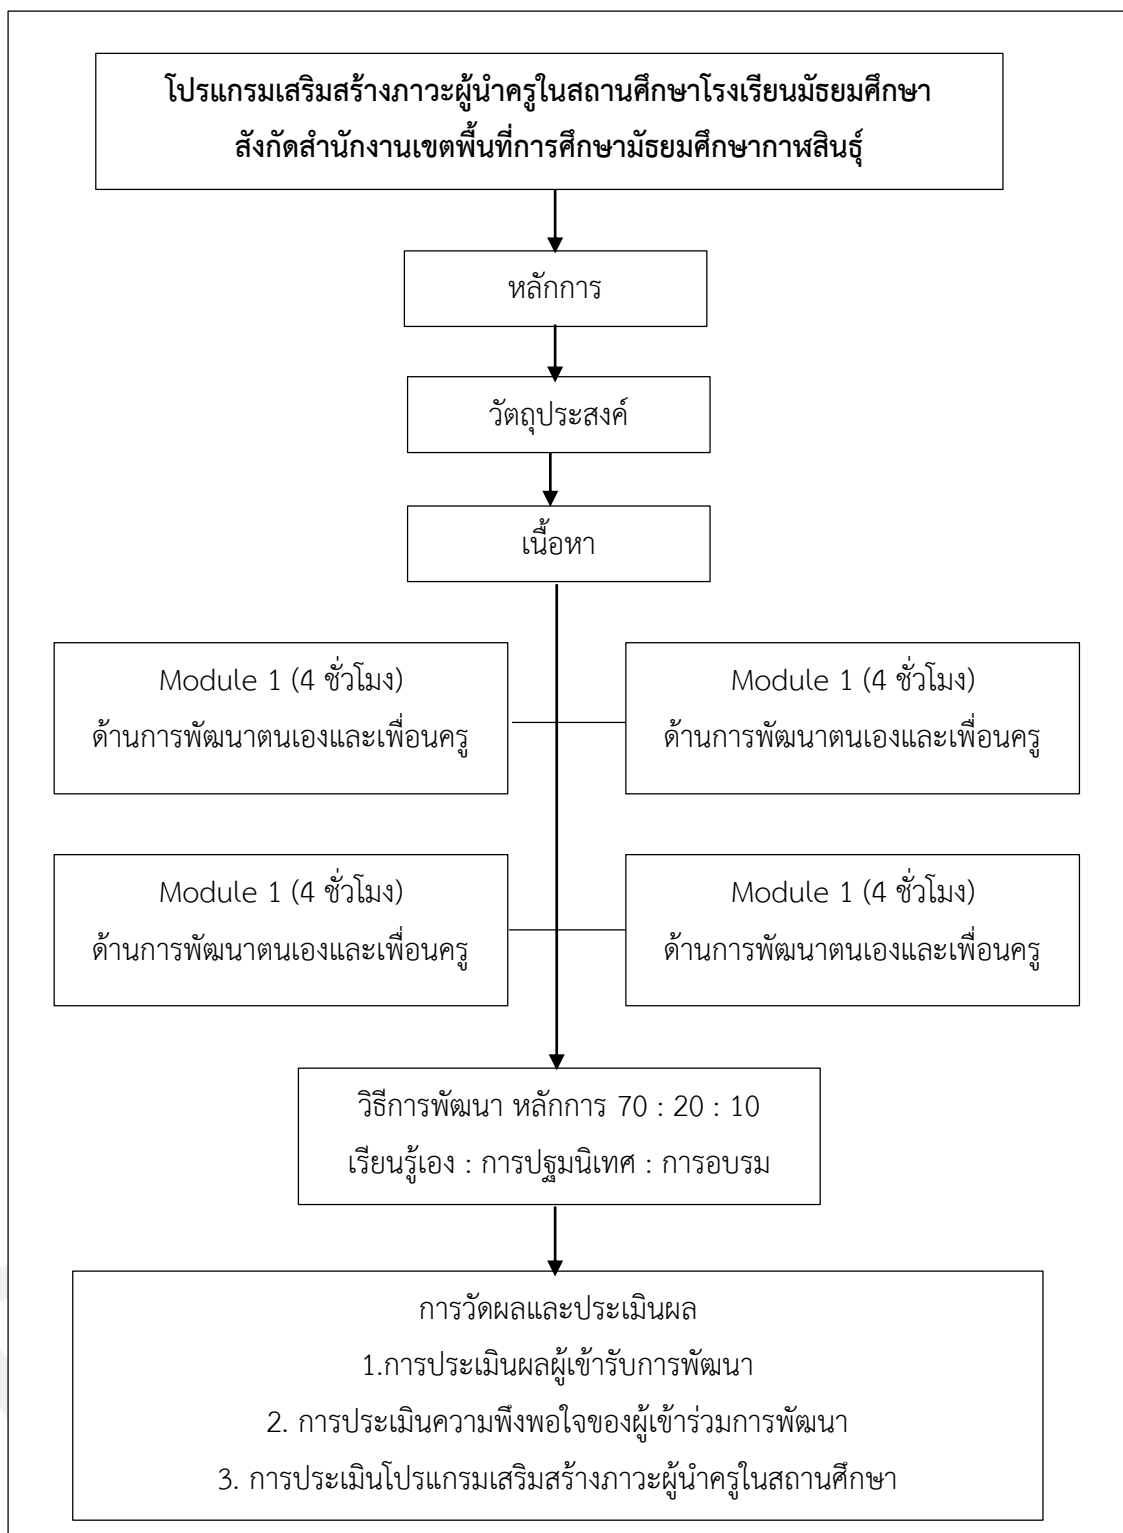 โปรแกรมเสริมสร้างภาวะผู้นำครูในสถานศึกษาโรงเรียนมัธยมศึกษา
สังกัดสำนักงานเขตพื้นที่การศึกษามัธยมศึกษากาฬสินธุ์
หลักการ
วัตถุประสงค์
เนื้อหา
Module 1 (4 ชั่วโมง)
ด้านการพัฒนาตนเองและเพื่อนครู
Module 1 (4 ชั่วโมง)
ด้านการพัฒนาตนเองและเพื่อนครู
Module 1 (4 ชั่วโมง)
ด้านการพัฒนาตนเองและเพื่อนครู
Module 1 (4 ชั่วโมง)
ด้านการพัฒนาตนเองและเพื่อนครู
วิธีการพัฒนา หลักการ 70 : 20 : 10
เรียนรู้เอง : การปฐมนิเทศ : การอบรม
การวัดผลและประเมินผล
1.การประเมินผลผู้เข้ารับการพัฒนา
2. การประเมินความพึงพอใจของผู้เข้าร่วมการพัฒนา
3. การประเมินโปรแกรมเสริมสร้างภาวะผู้นำครูในสถานศึกษา